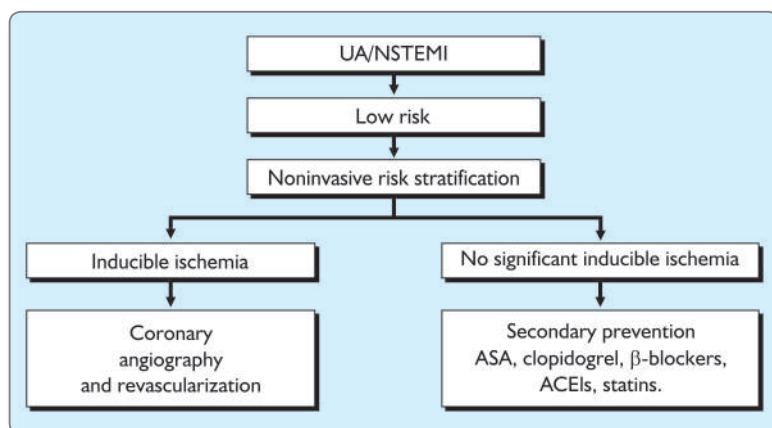 UA/NSTEMI
Low risk
Noninvasive risk stratification
Inducible ischemia
No significant inducible ischemia
Coronary
angiography
and revascularization
Secondary prevention
ASA, clopidogrel, β-blockers,
ACEIs, statins.